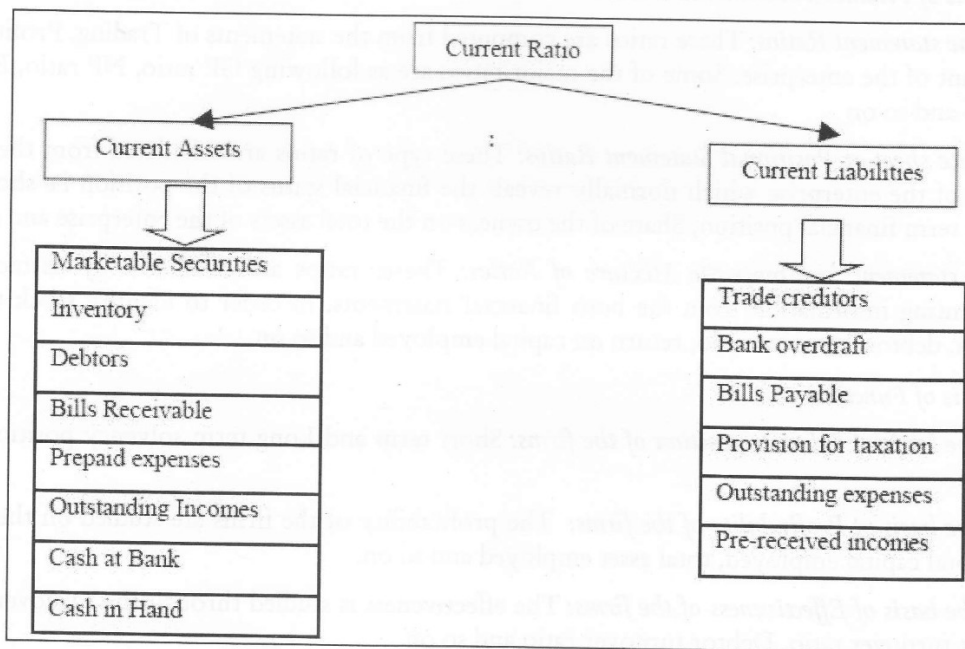 Current Ratio
Current Assets
Marketable Securities
Inventory
Debtors
Bills Receivable
Prepaid expenses
Outstanding Incomes
Cash at Bank
Cash in Hand
Current Liabilities
Trade creditors
Bank overdraft
Bills Payable
Provision for taxation
Outstanding expenses
Pre-received incomes